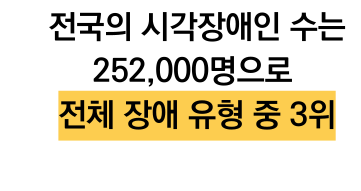 전국의 시각장애인 수는
252,000명으로
전체 장애 유형 중 3위